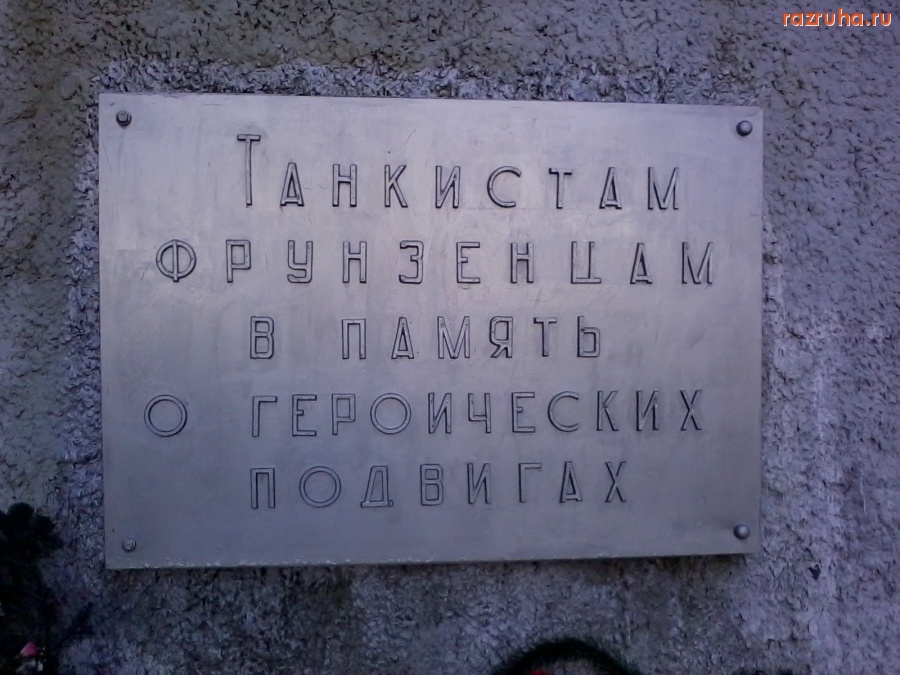 razruha.ru
Танкистам
фрунзенцам
в память
о героических
подвигах